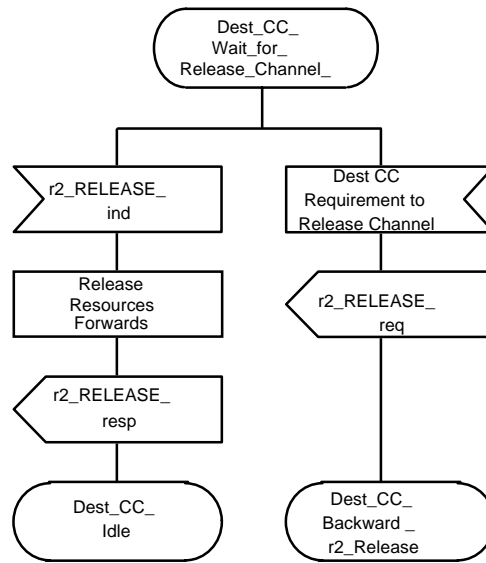 Dest_CC_
Wait_for_
Release_Channel_
r2_RELEASE_
ind
Release
Resources
Forwards
r2_RELEASE_
resp
Dest_CC_
Idle
Dest CC
Requirement to
Release Channel
r2_RELEASE_
req
Dest_CC_
Backward _
r2_Release